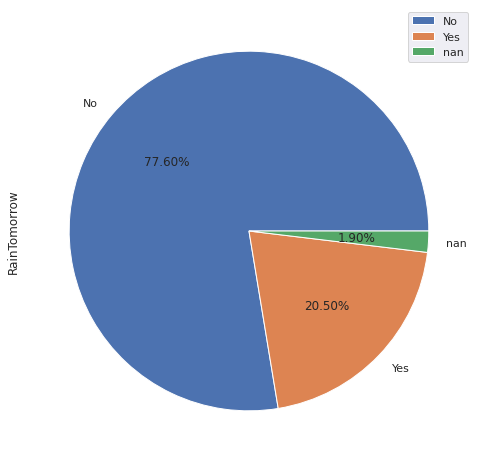 No
Yes
nan
No
77.60%
RainTomorrow
1.90%
nan
20.50%
Yes